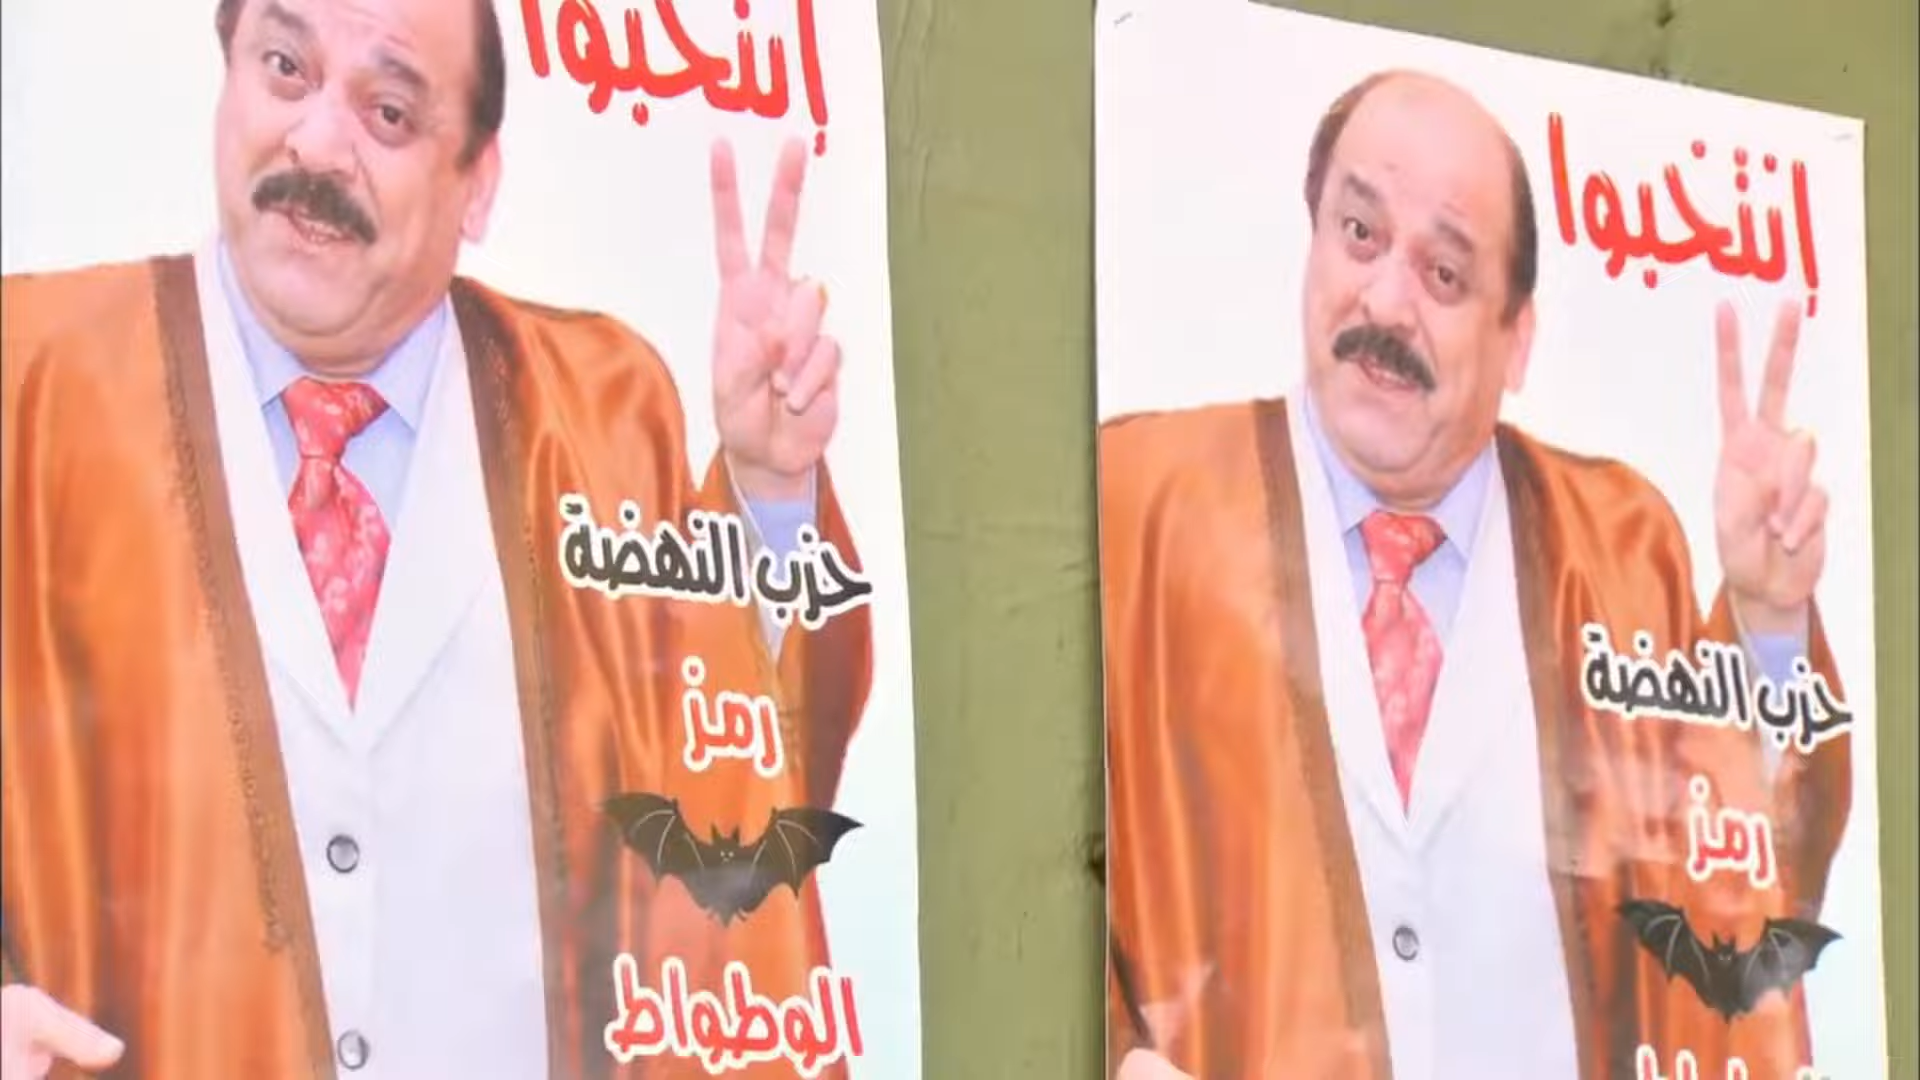 إنتخبوا
حزب النهضة
رمز
الوطواط
إنتخبوا
حزب النهضة
رمز